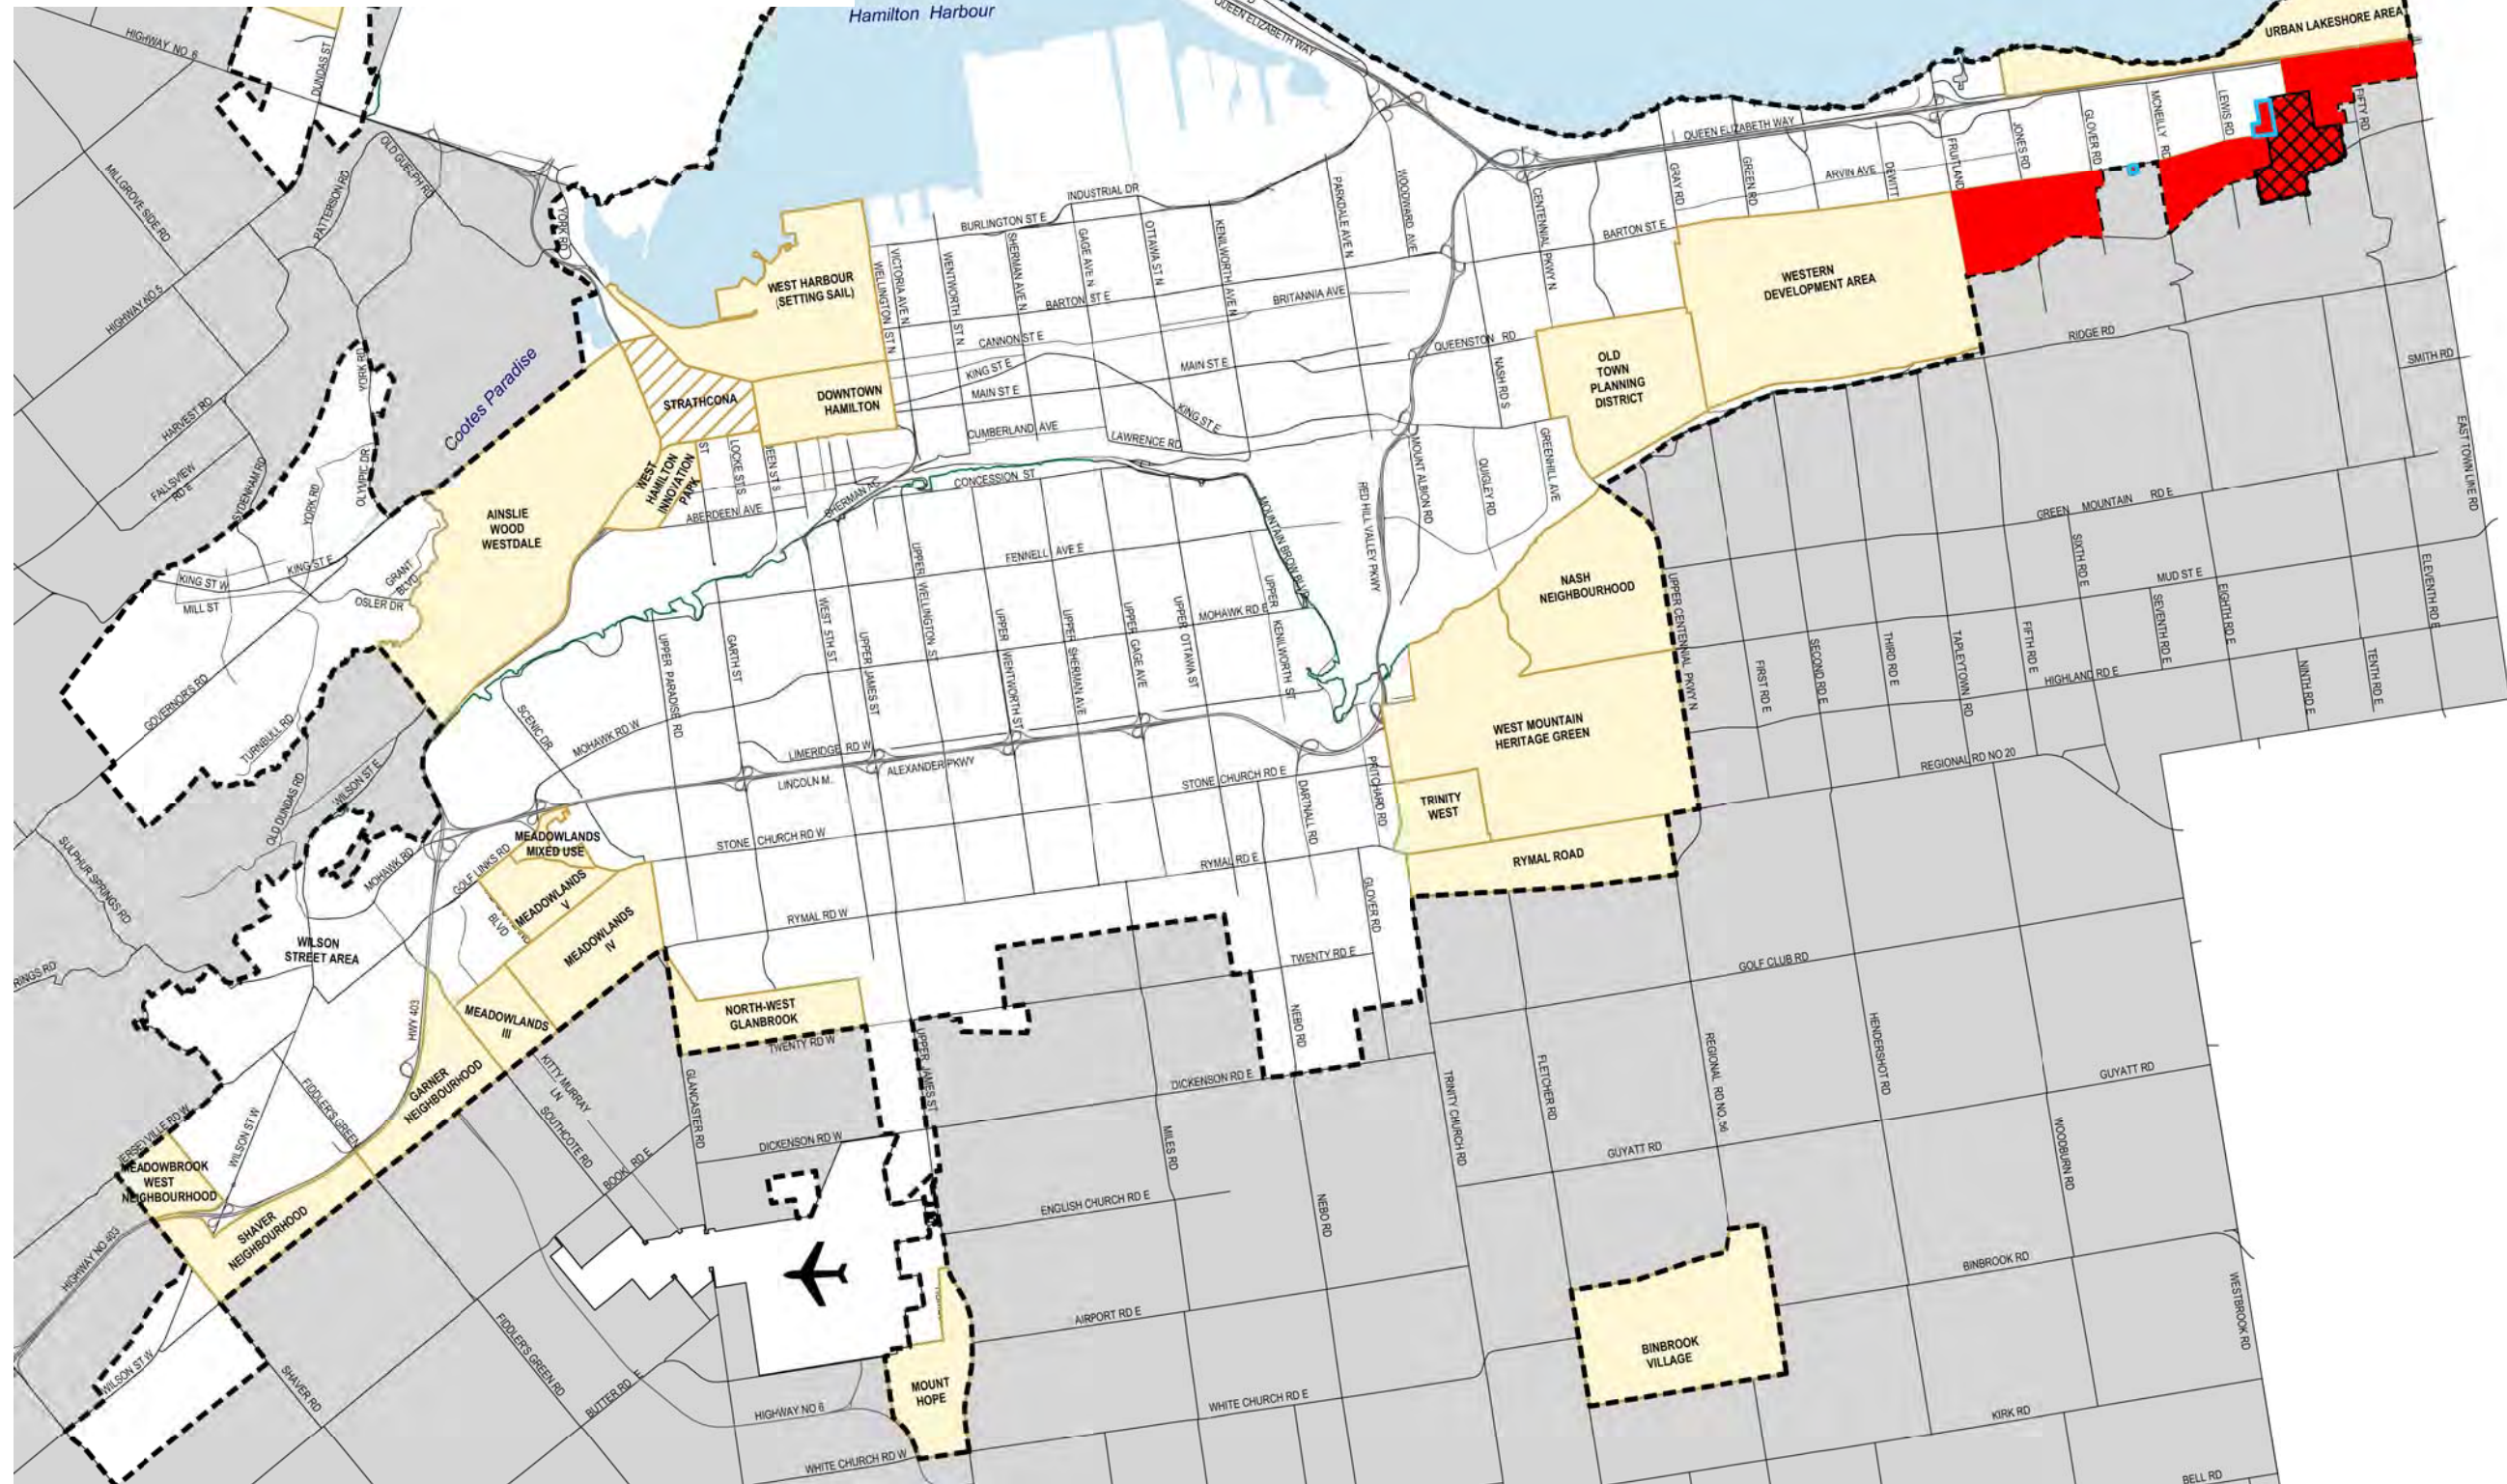 Hamilton Harbour
QUEEN ELIZABETH WAY
URBAN LAKESHORE AREA
HIGHWAY NO 6
DUNDAS ST
OLD GUELPH RD
PATTERSON RD
MILLGROVE SIDE RD
HIGHWAY NO 5
YORK RD
INDUSTRIAL DR
BURLINGTON ST E
PARKDALE AVE N
WOODWARD AVE
CENTENNIAL PKWY N
QUEEN ELIZABETH WAY
GRAY RD
GREEN RD
ARVIN AVE
DEWITT
FRUITLAND
JONES RD
GLOVER RD
MCNEILLY RD
LEWIS RD
FIFTY RD
BARTON ST E
WEST HARBOUR
(SETTING SAIL)
WELLINGTON ST N
VICTORIA AVE N
WENTWORTH ST N
SHERMAN AVE N
GAGE AVE N
OTTAWA ST N
KENILWORTH AVE N
BARTON ST E
BRITANNIA AVE
CANNON ST E
KING ST E
MAIN ST E
MAIN ST E
KING ST E
QUEENSTON RD
NASH RD S
WESTERN
DEVELOPMENT AREA
OLD
TOWN
PLANNING
DISTRICT
RIDGE RD
SMITH RD
EAST TOWN LINE RD
Cootes Paradise
YORK RD
HARVEST RD
FALLSVIEW
RD E
SYDENHAM RD
YORK RD
OLYMPIC DR
STRATHCONA
DOWNTOWN
HAMILTON
CUMBERLAND AVE
LAWRENCE RD
ST
LOCKE ST S
EEN ST S
WEST
HAMILTON
INNOVATION
PARK
ABERDEEN AVE
SHERMAN AC
CONCESSION ST
MOUNTAIN BROW BLVD
RED HILL VALLEY PKWY
MOUNT ALBION RD
QUIGLEY RD
GREENHILL AVE
AINSLIE
WOOD
WESTDALE
KING ST W
KING ST E
GRANT
BLVD
MILL ST
OSLER DR
FENNELL AVE E
MOHAWK RD E
NASH
NEIGHBOURHOOD
UPPER CENTENNIAL PKWY N
GREEN MOUNTAIN RD E
MUD ST E
HIGHLAND RD E
FIRST RD E
SECOND RD E
THIRD RD E
TAPLEYTOWN RD
FIFTH RD E
SIXTH RD E
SEVENTH RD E
EIGHTH RD E
NINTH RD E
TENTH RD E
ELEVENTH RD E
GOVERNOR'S RD
TURNBULL RD
SCENIC DR
UPPER PARADISE RD
GARTH ST
WEST 5TH ST
UPPER JAMES ST
UPPER WELLINGTON ST
UPPER WENTWORTH ST
UPPER SHERMAN AVE
UPPER GAGE AVE
UPPER OTTAWA ST
UPPER KENILWORTH ST
MOHAWK RD W
LIMERIDGE RD W
LINCOLN M.
ALEXANDER PKWY
STONE CHURCH RD E
DARTNALL RD
PRITCHARD RD
WEST MOUNTAIN
HERITAGE GREEN
TRINITY
WEST
REGIONAL RD NO 20
OLD DUNDAS RD
WILSON ST E
SULPHUR SPRINGS RD
MOHAWK RD
GOLF LINKS RD
MEADOWLANDS
MIXED USE
STONE CHURCH RD W
RYMAL RD E
RYMAL ROAD
MEADOWLANDS
V
BLVD
MEADOWLANDS
IV
RYMAL RD W
GLOVER RD
RINGS RD
WILSON
STREET AREA
TWENTY RD E
GOLF CLUB RD
HWY 403
MEADOWLANDS
III
NORTH-WEST
GLANBROOK
TWENTY RD W
UPPER JAMES ST
NEBO RD
DICKENSON RD E
FLETCHER RD
REGIONAL RD NO 56
HENDERSHOT RD
GUYATT RD
GARNER
NEIGHBOURHOOD
FIDDLER'S GREEN
KITTY MURRAY
LN
SOUTHCOTE RD
GLANCASTER RD
DICKENSON RD W
BOOK RD E
MILES RD
TRINITY CHURCH RD
GUYATT RD
WOODBURN RD
JERSEYVILLE RD W
MEADOWBROOK
WEST
NEIGHBOURHOOD
WILSON ST W
SHAVER
NEIGHBOURHOOD
HIGHWAY NO 403
ENGLISH CHURCH RD E
NEBO RD
BINBROOK RD
WESTBROOK RD
AIRPORT RD E
BINBROOK
VILLAGE
WILSON ST W
SHAVER RD
FIDDLER'S GREEN RD
BUTTER RD E
MOUNT
HOPE
HIGHWAY NO 6
WHITE CHURCH RD E
WHITE CHURCH RD W
KIRK RD
BELL RD